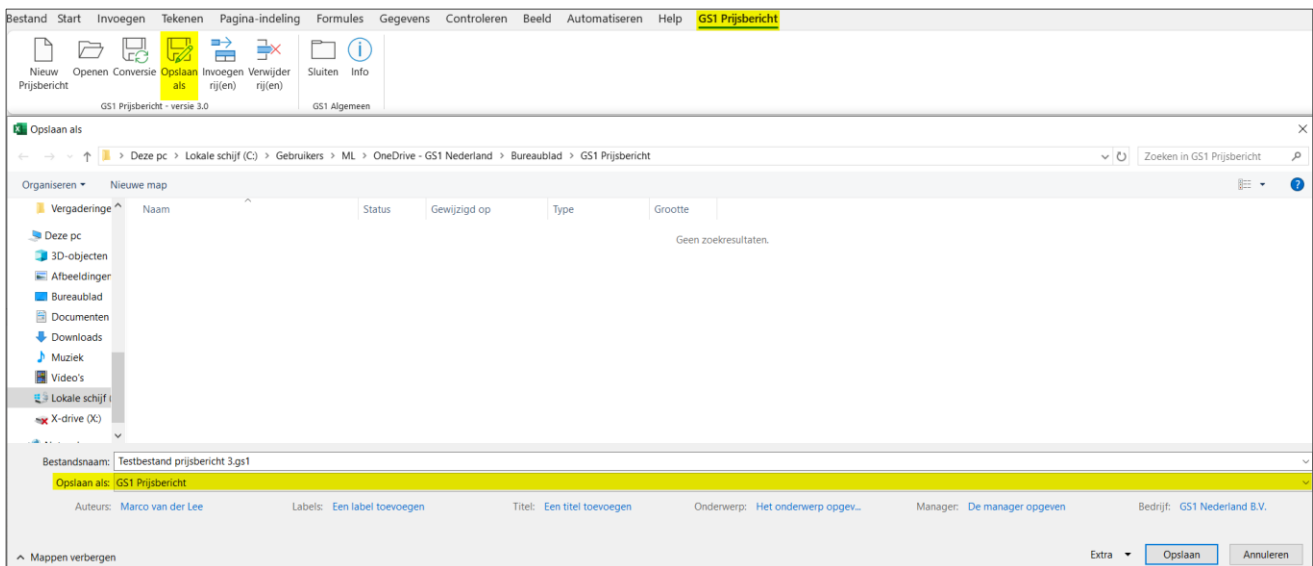 Bestand Start Invoegen Tekenen Pagina-indeling Formules Gegevens Controleren Beeld Automatiseren Help GS1 Prijsbericht
Nieuw Openen Conversie Opslaan Invoegen Verwijder Sluiten Info
Prijsbericht als rij(en) rij(en)
GS1 Prijsbericht - versie 3.0 GS1 Algemeen
Opslaan als
> Deze pc > Lokale schijf (C:) > Gebruikers > ML > OneDrive - GS1 Nederland > Bureaublad > GS1 Prijsbericht Zoeken in GS1 Prijsbericht
Organiseren Nieuwe map
Vergaderinge Naam Status Gewijzigd op Type Grootte
Geen zoekresultaten.
Deze pc
3D-objecten
Afbeeldingen
Bureaublad
Documenten
Downloads
Muziek
Video's
Lokale schijf
X-drive (X:)
Bestandsnaam: Testbestand prijsbericht 3.gs1
Opslaan als: GS1 Prijsbericht
Auteurs: Marco van der Lee Labels: Een label toevoegen Titel: Een titel toevoegen Onderwerp: Het onderwerp opgev... Manager: De manager opgeven Bedrijf: GS1 Nederland B.V.
Mappen verbergen Extra Opslaan Annuleren